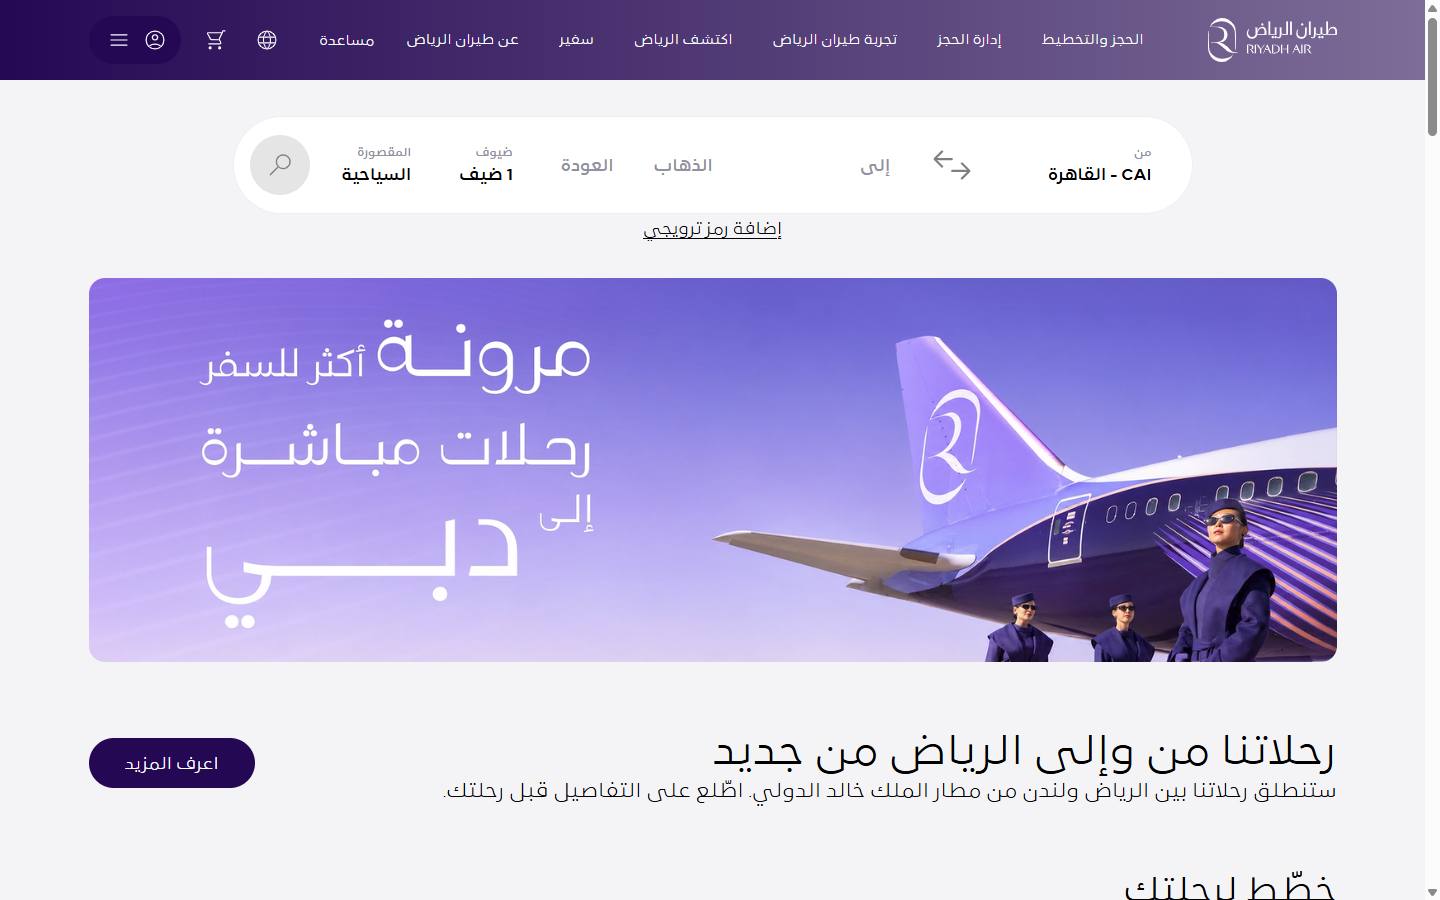 طيران الرياض
RIYADH AIR
الحجز والتخطيط
إدارة الحجز
تجربة طيران الرياض
اكتشف الرياض
سفير
عن طيران الرياض
مساعدة
من
CAI - القاهرة
إلى
الذهاب
العودة
ضيوف
1 ضيف
المقصورة
السياحية
إضافة رمز ترويجي
مرونة أكثر للسفر
رحلات مباشرة
إلى دبي
رحلاتنا من وإلى الرياض من جديد
ستنطلق رحلاتنا بين الرياض ولندن من مطار الملك خالد الدولي. اطّلع على التفاصيل قبل رحلتك.
اعرف المزيد
خطّط لرحلتك